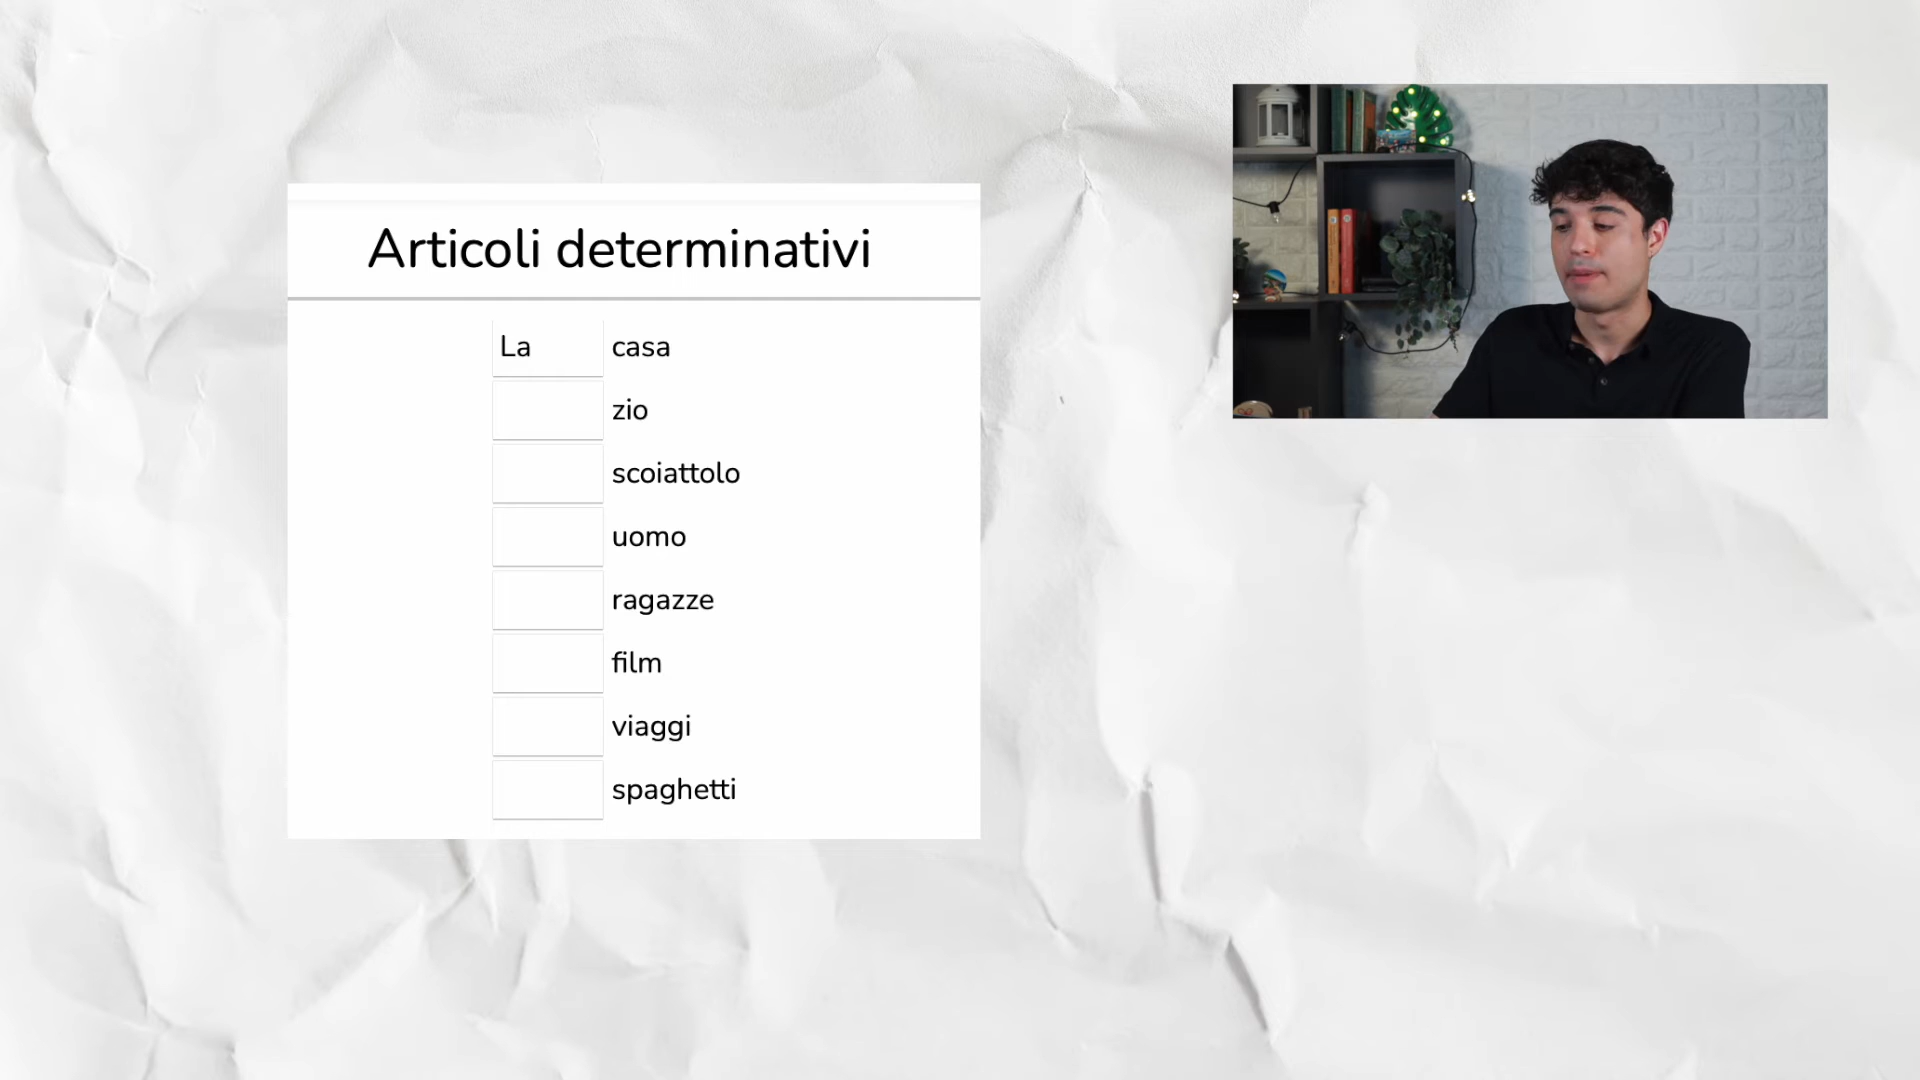 Articoli determinativi
La casa
zio
scoiattolo
uomo
ragazze
film
viaggi
spaghetti